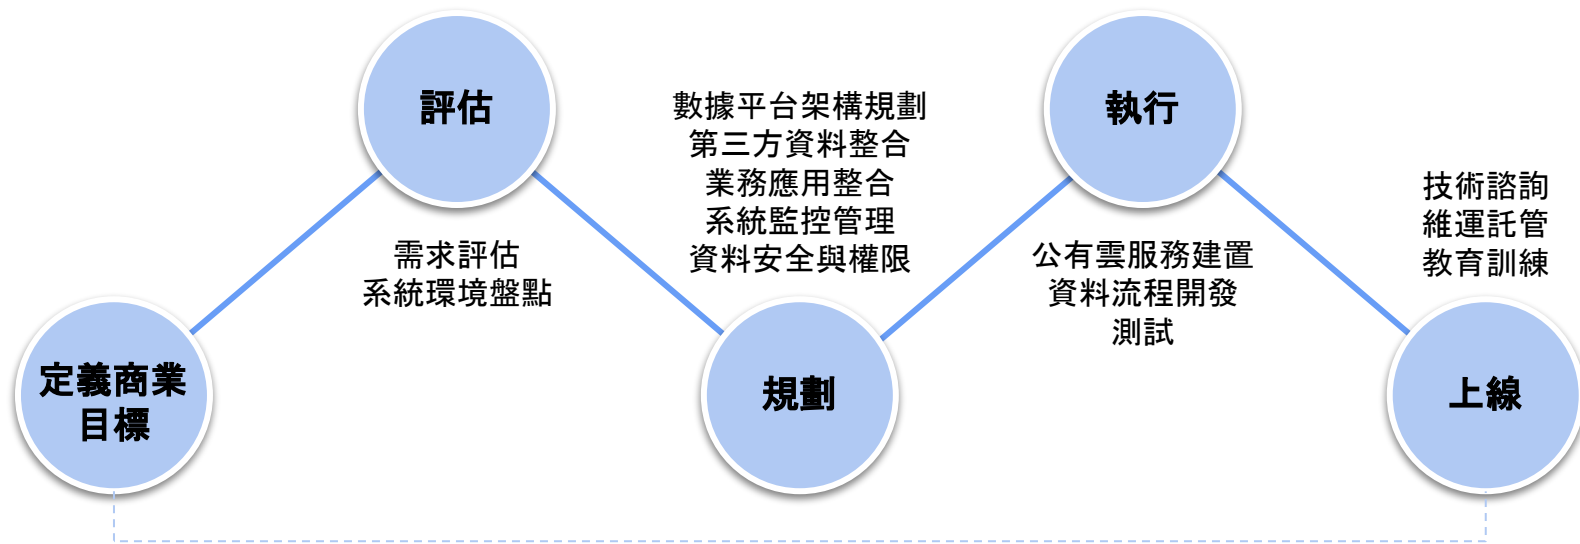 定義商業
目標
評估
需求評估
系統環境盤點
數據平台架構規劃
第三方資料整合
業務應用整合
系統監控管理
資料安全與權限
規劃
執行
公有雲服務建置
資料流程開發
測試
技術諮詢
維運託管
教育訓練
上線